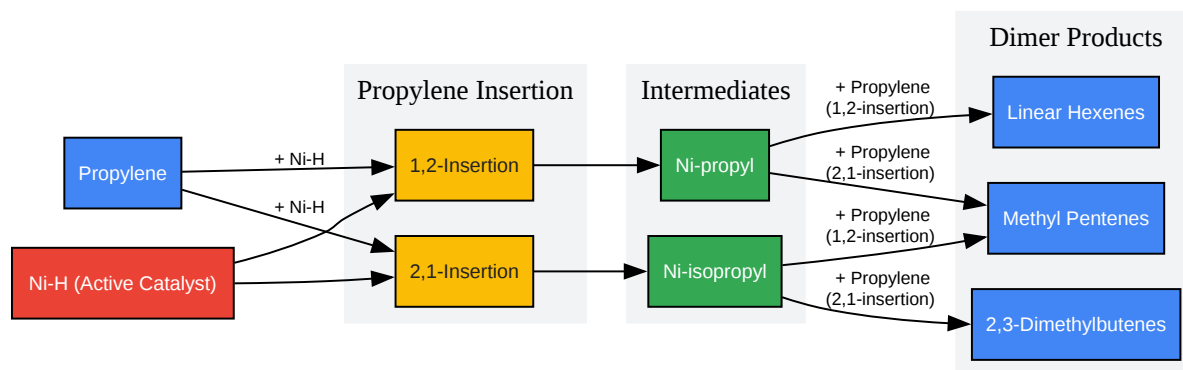 Dimer Products
Propylene Insertion
Intermediates
+ Propylene
(1,2-insertion)
Linear Hexenes
Propylene
+ Ni-H
1,2-Insertion
Ni-propyl
+ Propylene
(2,1-insertion)
Methyl Pentenes
+ Ni-H
Ni-H (Active Catalyst)
2,1-Insertion
Ni-isopropyl
+ Propylene
(1,2-insertion)
+ Propylene
(2,1-insertion)
2,3-Dimethylbutenes